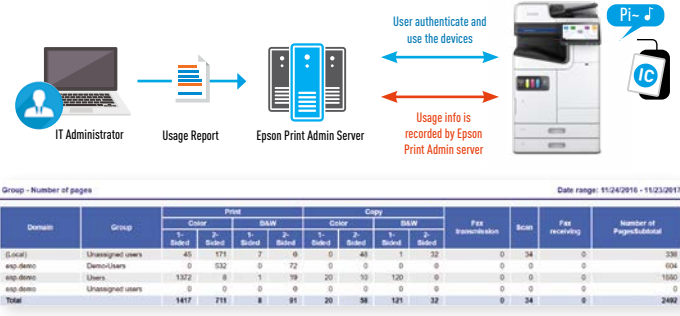 User authenticate and
use the devices
Pi~ ♪
IC
IT Administrator
Usage Report
Epson Print Admin Server
Usage info is
recorded by Epson
Print Admin server
Group - Number of pages
Date range: 11/24/2016 - 11/23/2017
Print Copy
Domain Group Color B&W Color B&W Fax transmission Scan Fax receiving Number of PagesSubtotal
1-Sided 2-Sided 1-Sided 2-Sided 1-Sided 2-Sided 1-Sided 2-Sided
(Local) Unassigned users 45 171 7 0 0 48 1 32 0 34 0 338
esp.demo Demo-Users 0 532 0 72 0 0 0 0 0 0 0 604
esp.demo Users 1372 8 1 19 20 10 120 0 0 0 0 1550
esp.demo Unassigned users 0 0 0 0 0 0 0 0 0 0 0 0
Total 1417 711 8 91 20 58 121 32 0 34 0 2492